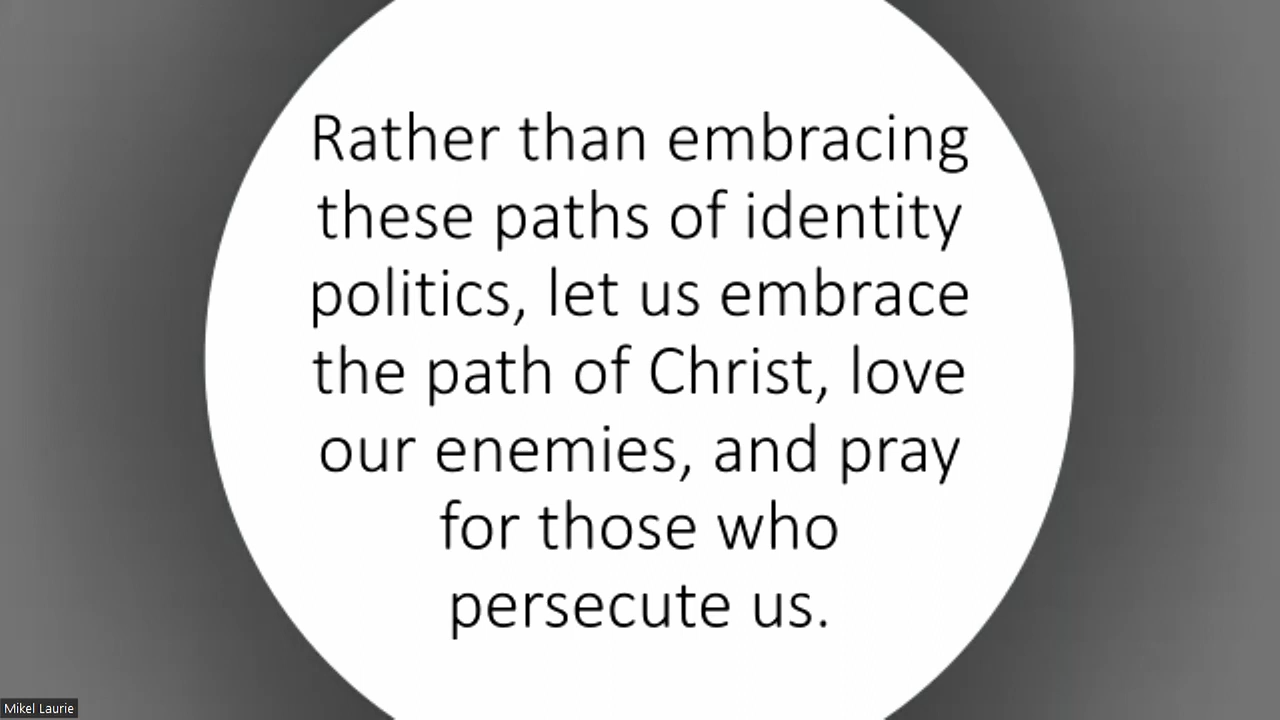 Rather than embracing
these paths of identity
politics, let us embrace
the path of Christ, love
our enemies, and pray
for those who
persecute us.
Mikel Laurie